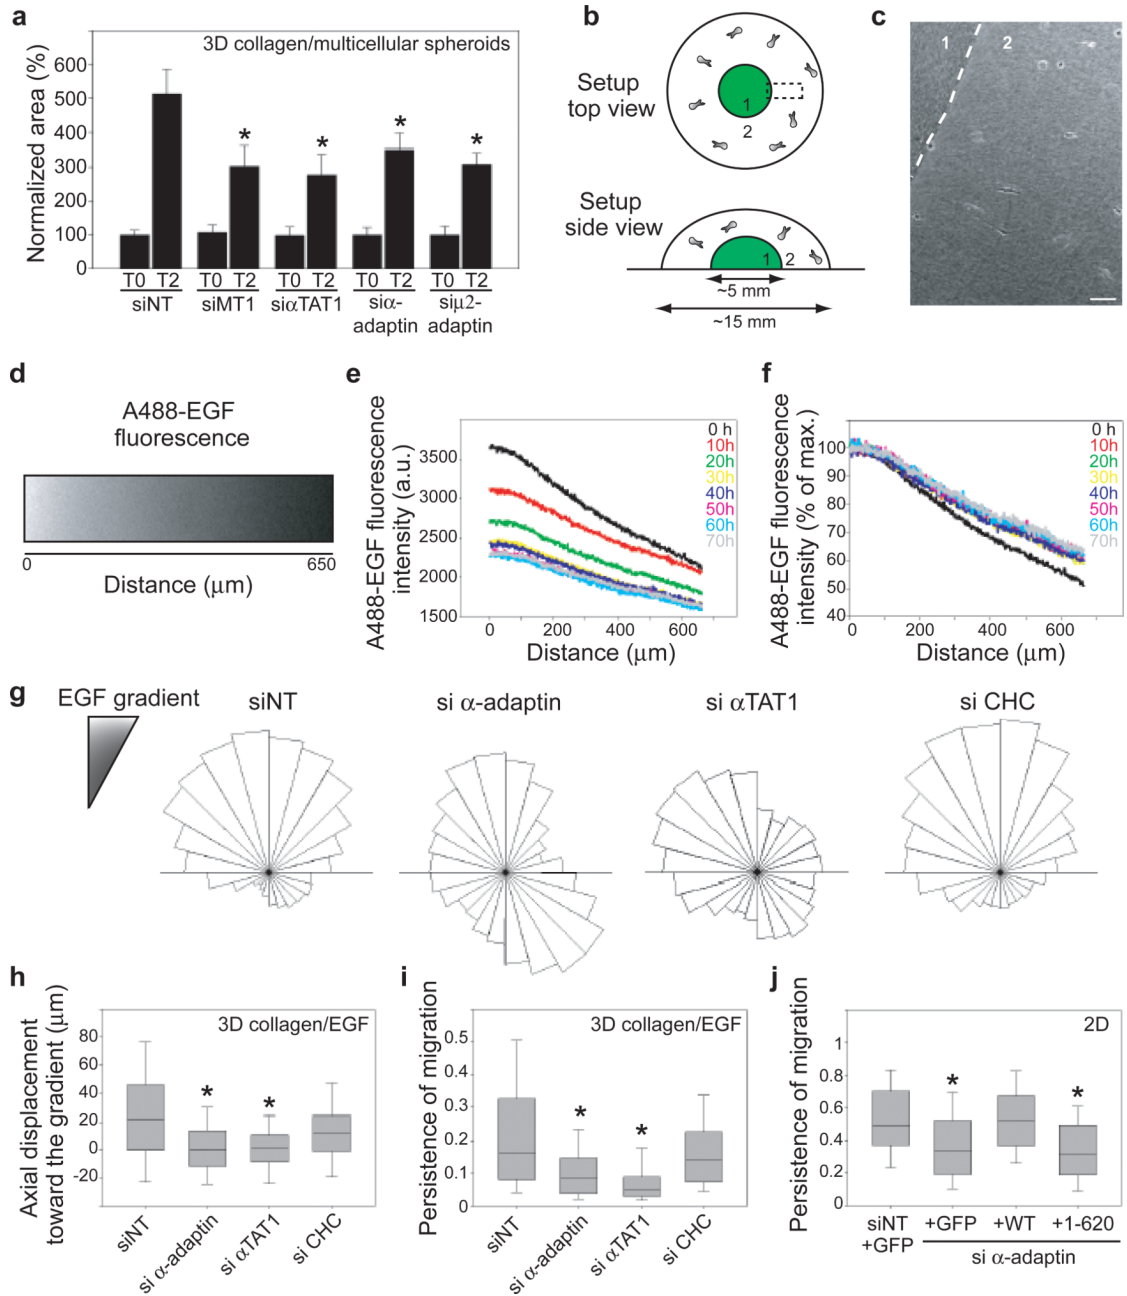 a
3D collagen/multicellular spheroids
Normalized area (%)
600
500
400
300
200
100
0
T0 T2 T0 T2 T0 T2 T0 T2 T0 T2
siNT siMT1 siαTAT1 siα-adaptin siμ2-adaptin
b
Setup
top view
1
2
Setup
side view
1 2
~5 mm
~15 mm
c
1 2
d
A488-EGF
fluorescence
0 650
Distance (μm)
e
A488-EGF fluorescence
intensity (a.u.)
3500
3000
2500
2000
1500
0 200 400 600
Distance (μm)
0 h
10h
20h
30h
40h
50h
60h
70h
f
A488-EGF fluorescence
intensity (% of max.)
100
90
80
70
60
50
40
0 200 400 600
Distance (μm)
0 h
10h
20h
30h
40h
50h
60h
70h
g
EGF gradient
siNT
si α-adaptin
si αTAT1
si CHC
h
Axial displacement
toward the gradient (μm)
3D collagen/EGF
80
60
40
20
0
-20
* *
siNT
si α-adaptin
si αTAT1
si CHC
i
Persistence of migration
3D collagen/EGF
0.5
0.4
0.3
0.2
0.1
0
* *
siNT
si α-adaptin
si αTAT1
si CHC
j
Persistence of migration
2D
1
0.8
0.6
0.4
0.2
0
* *
siNT +GFP +WT +1-620
+GFP
si α-adaptin